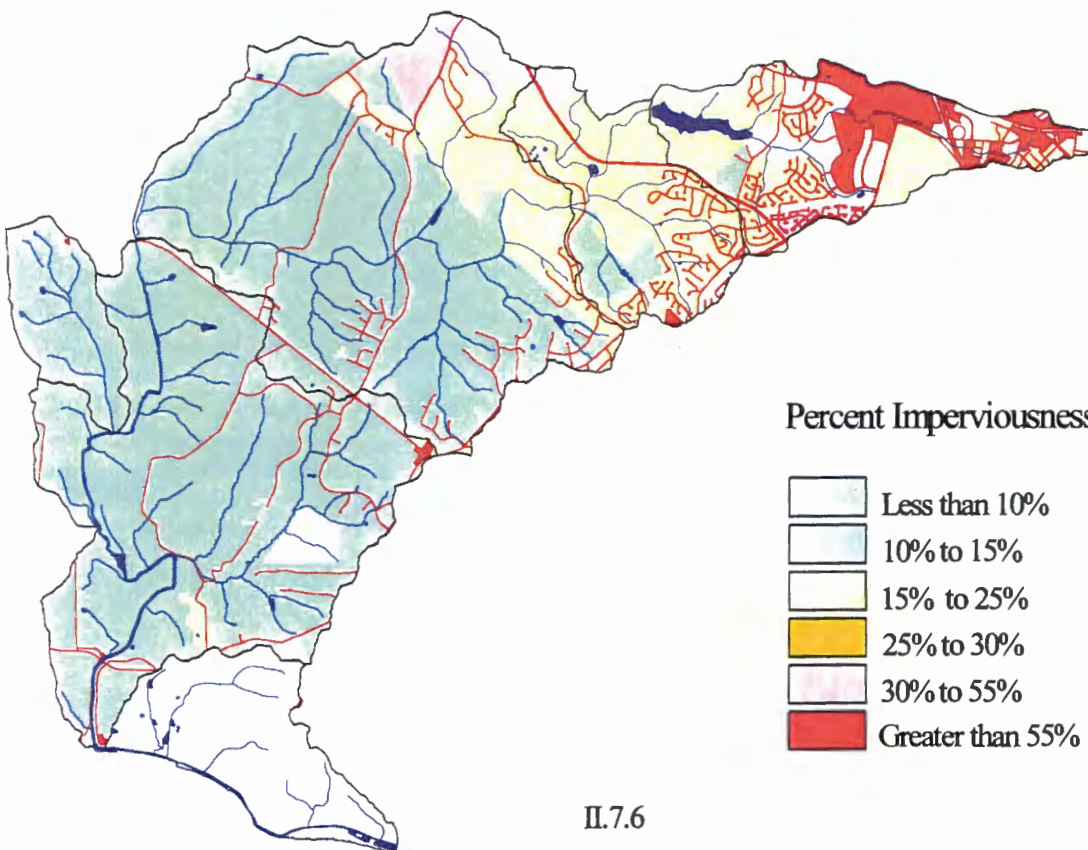 Percent Imperviousness
Less than 10%
10% to 15%
15% to 25%
25% to 30%
30% to 55%
Greater than 55%
II.7.6